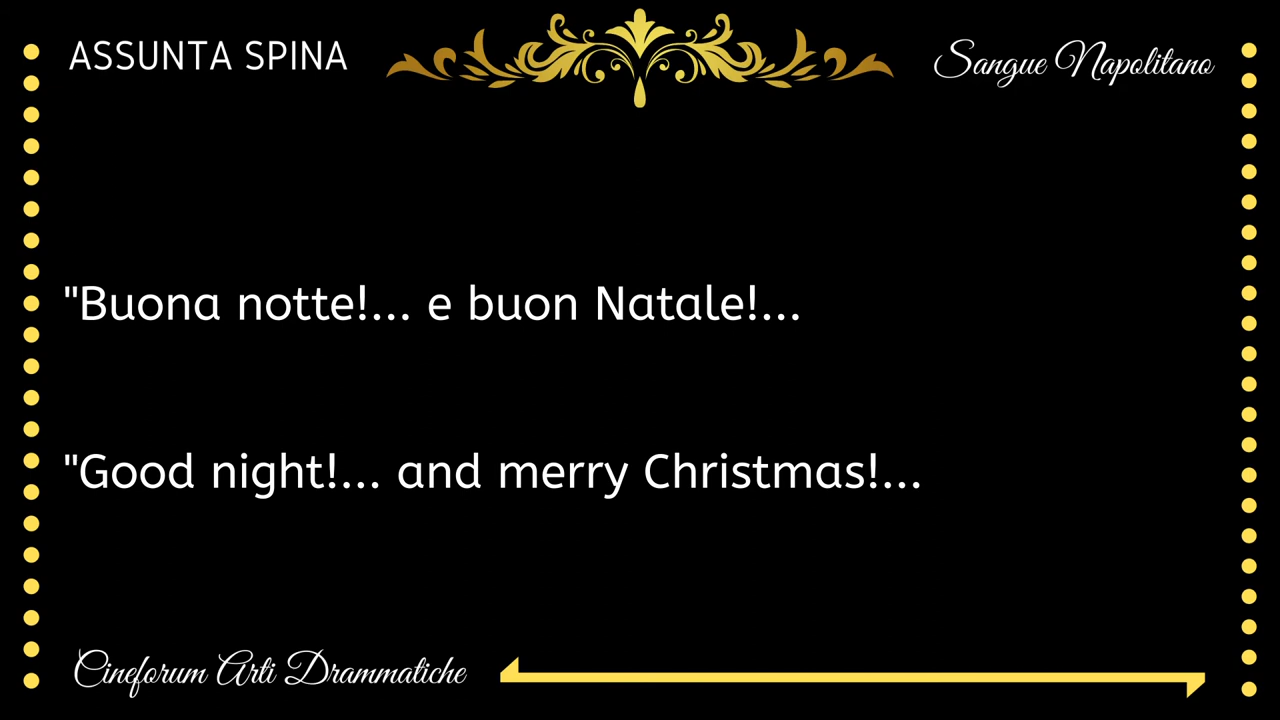 ASSUNTA SPINA
Sangue Napolitano
"Buona notte!... e buon Natale!...
"Good night!... and merry Christmas!...
Cineforum Arti Drammatiche